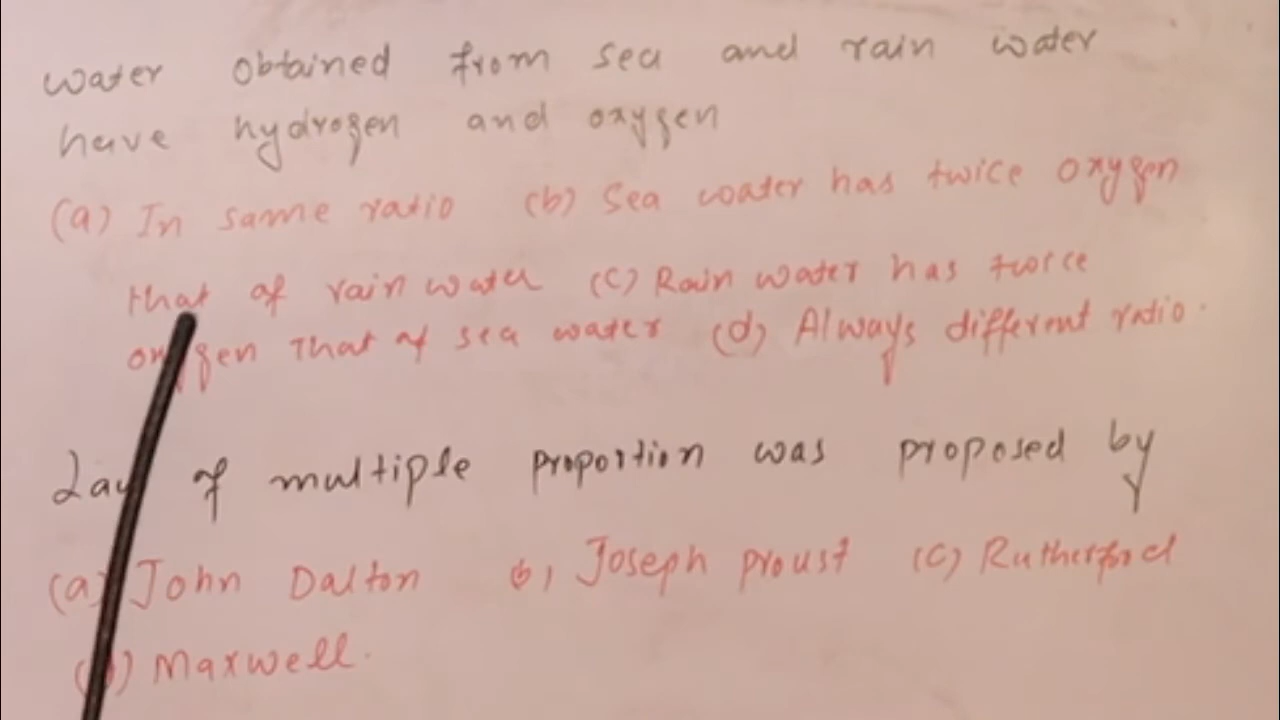 water obtained from sea and rain water
have hydrogen and oxygen
(a) In same ratio (b) Sea water has twice oxygen
that of rain water (c) Rain water has twice
oxygen that of sea water (d) Always different ratio.
Law of multiple proportion was proposed by
(a) John Dalton (b) Joseph Proust (c) Rutherford
(d) Maxwell.